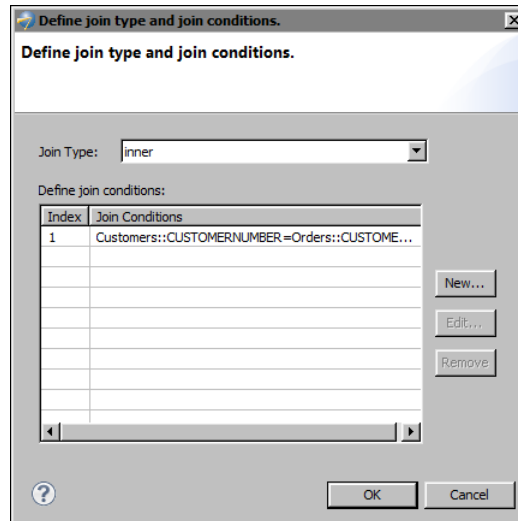 Define join type and join conditions.
Define join type and join conditions.
Join Type: inner
Define join conditions:
Index Join Conditions
1 Customers::CUSTOMERNUMBER=Orders::CUSTOME...
New...
Edit...
Remove
? OK Cancel